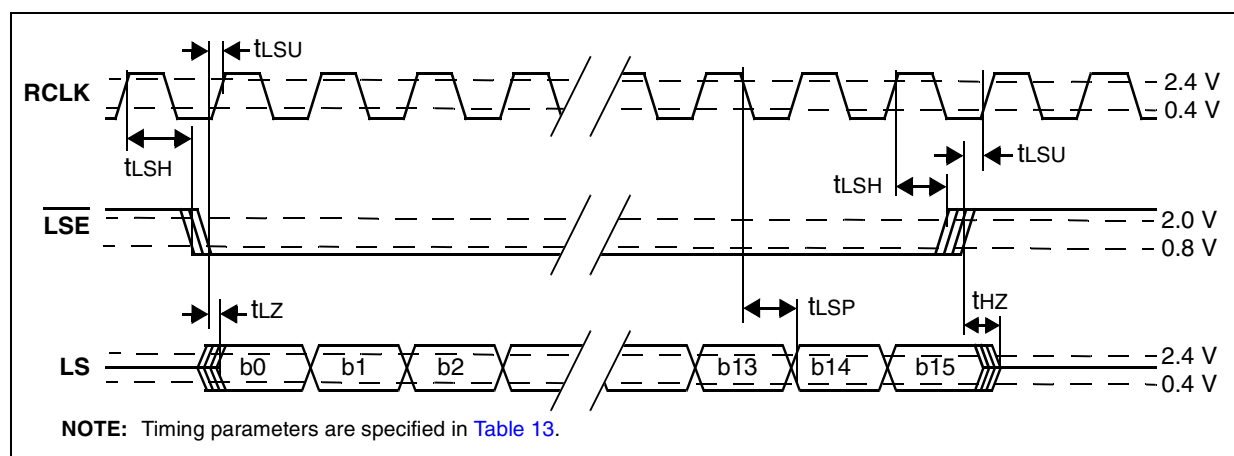 tLSU
RCLK
2.4 V
0.4 V
tLSH
tLSU
tLSH
LSE
2.0 V
0.8 V
tLZ
tLSP
tHZ
LS
b0 b1 b2 b13 b14 b15
2.4 V
0.4 V
NOTE: Timing parameters are specified in Table 13.